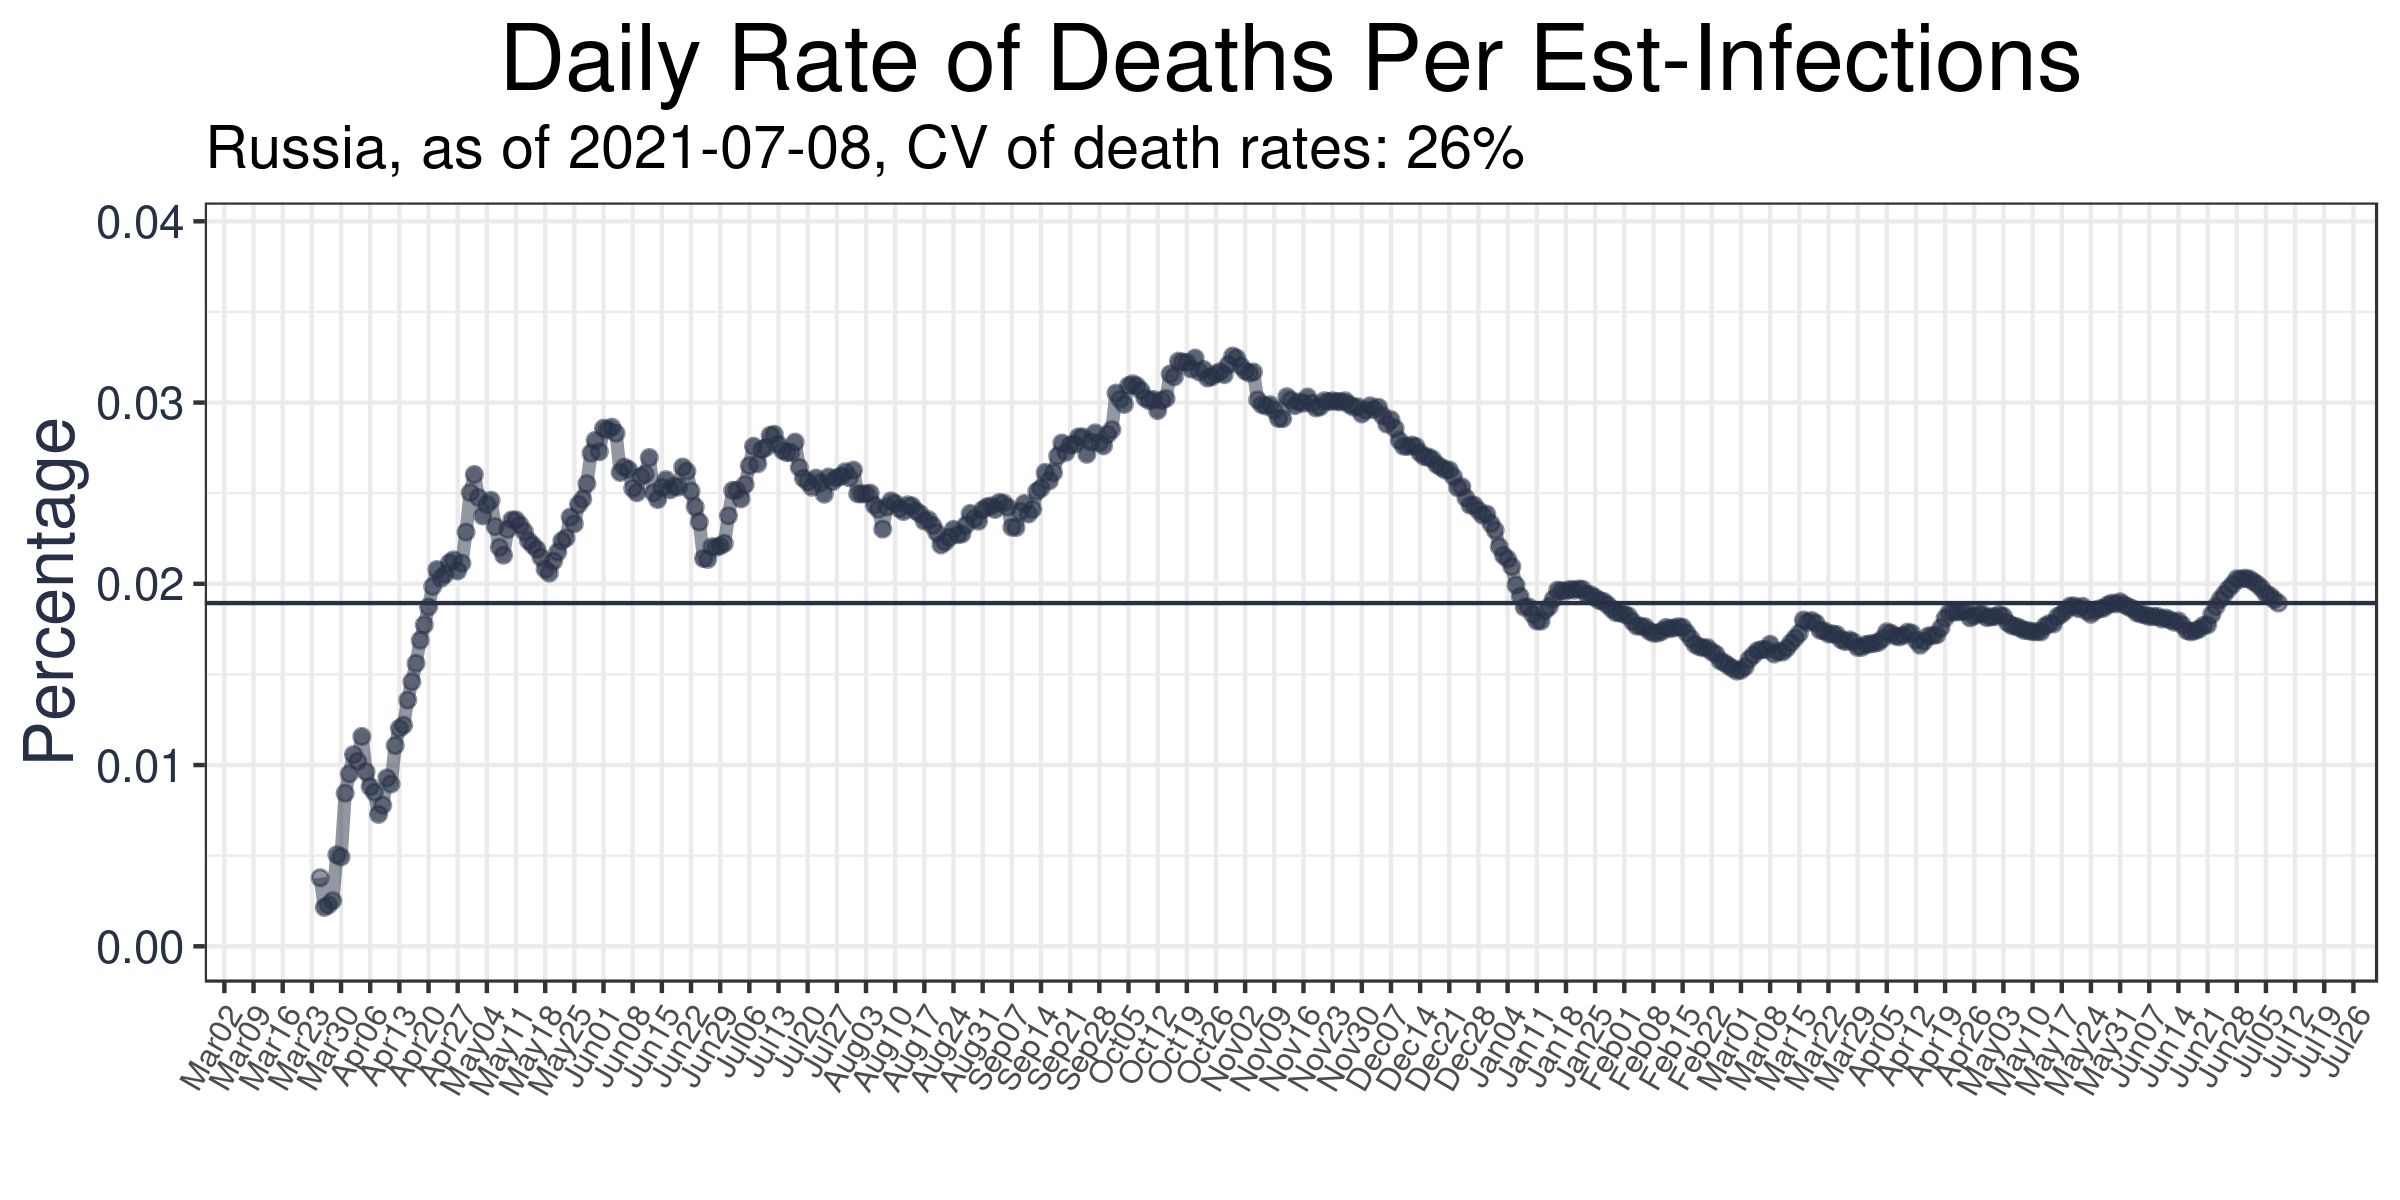 Daily Rate of Deaths Per Est-Infections
Russia, as of 2021-07-08, CV of death rates: 26%
Percentage
0.04
0.03
0.02
0.01
0.00
Mar02
Mar09
Mar16
Mar23
Mar30
Apr06
Apr13
Apr20
Apr27
May04
May11
May18
May25
Jun01
Jun08
Jun15
Jun22
Jun29
Jul06
Jul13
Jul20
Jul27
Aug03
Aug10
Aug17
Aug24
Aug31
Sep07
Sep14
Sep21
Sep28
Oct05
Oct12
Oct19
Oct26
Nov02
Nov09
Nov16
Nov23
Nov30
Dec07
Dec14
Dec21
Dec28
Jan04
Jan11
Jan18
Jan25
Feb01
Feb08
Feb15
Feb22
Mar01
Mar08
Mar15
Mar22
Mar29
Apr05
Apr12
Apr19
Apr26
May03
May10
May17
May24
May31
Jun07
Jun14
Jun21
Jun28
Jul05
Jul12
Jul19
Jul26